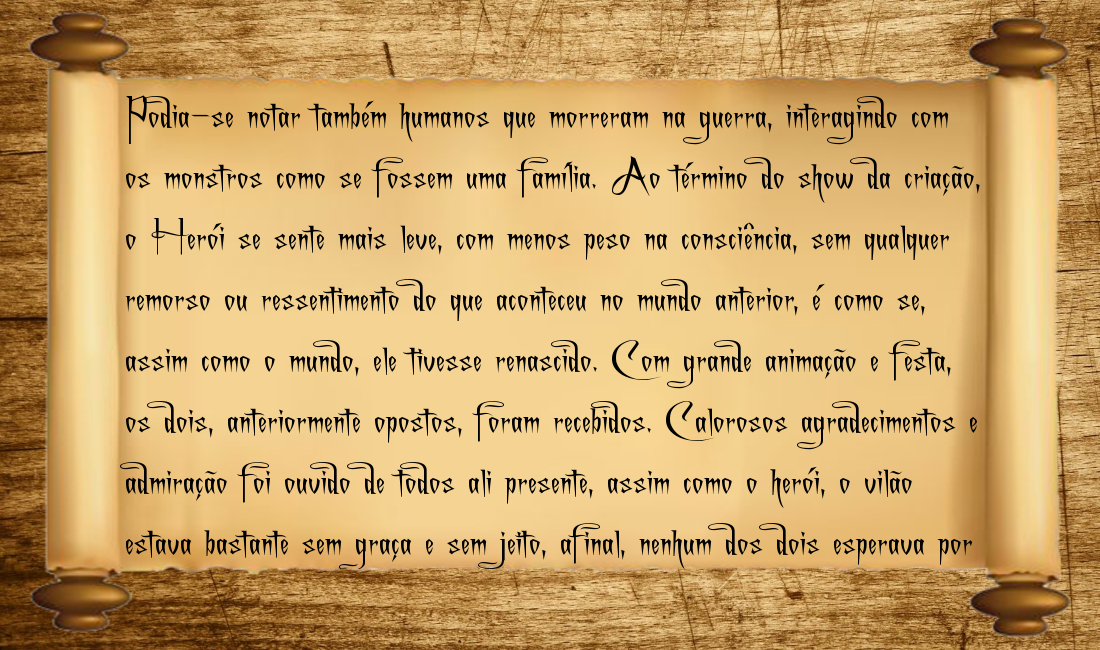 Podia-se notar também humanos que morreram na guerra, interagindo com
os monstros como se fossem uma família. Ao término do show da criação,
o Herói se sente mais leve, com menos peso na consciência, sem qualquer
remorso ou ressentimento do que aconteceu no mundo anterior, é como se,
assim como o mundo, ele tivesse renascido. Com grande animação e festa,
os dois, anteriormente opostos, foram recebidos. Calorosos agradecimentos e
admiração foi ouvido de todos ali presente, assim como o herói, o vilão
estava bastante sem graça e sem jeito, afinal, nenhum dos dois esperava por